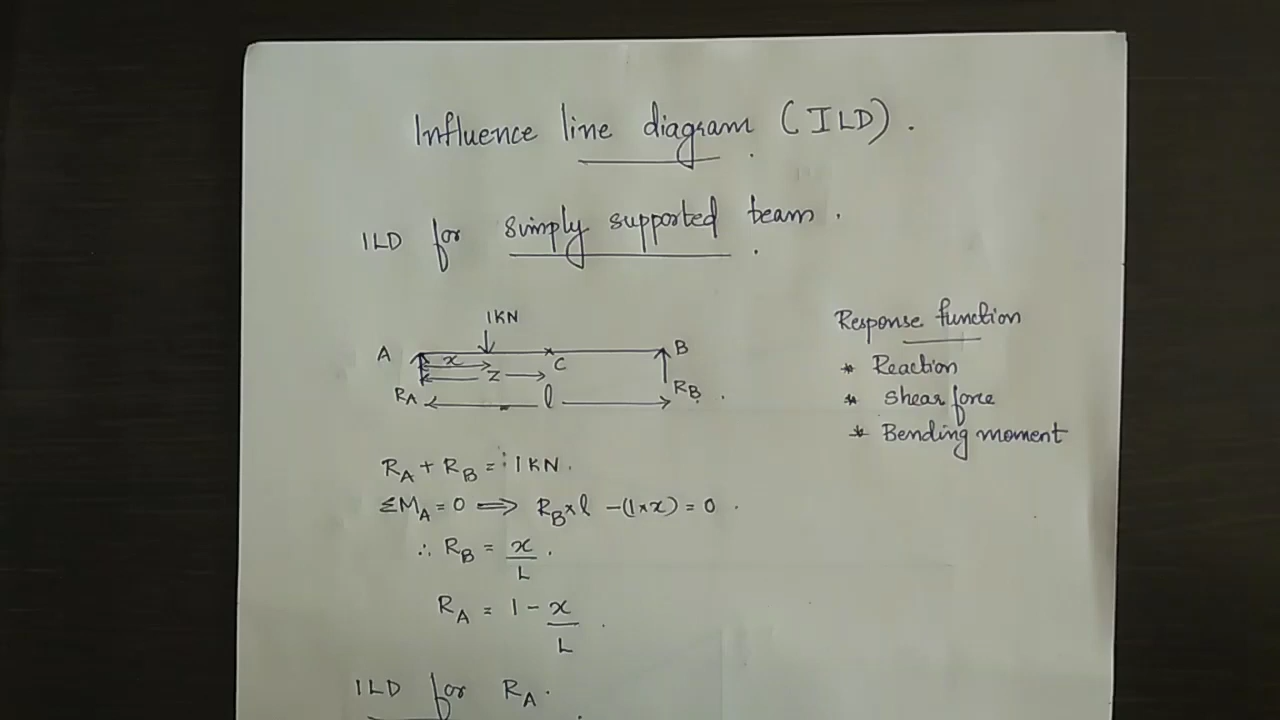 Influence line diagram (ILD).
ILD for simply supported beam.
1KN
A x C B
z
RA l RB
RA + RB = 1KN.
ΣMA = 0 ⟹ RB×l -(1×x) = 0.
∴ RB = x/L.
RA = 1 - x/L.
ILD for RA.
Response function
* Reaction
* Shear force
* Bending moment